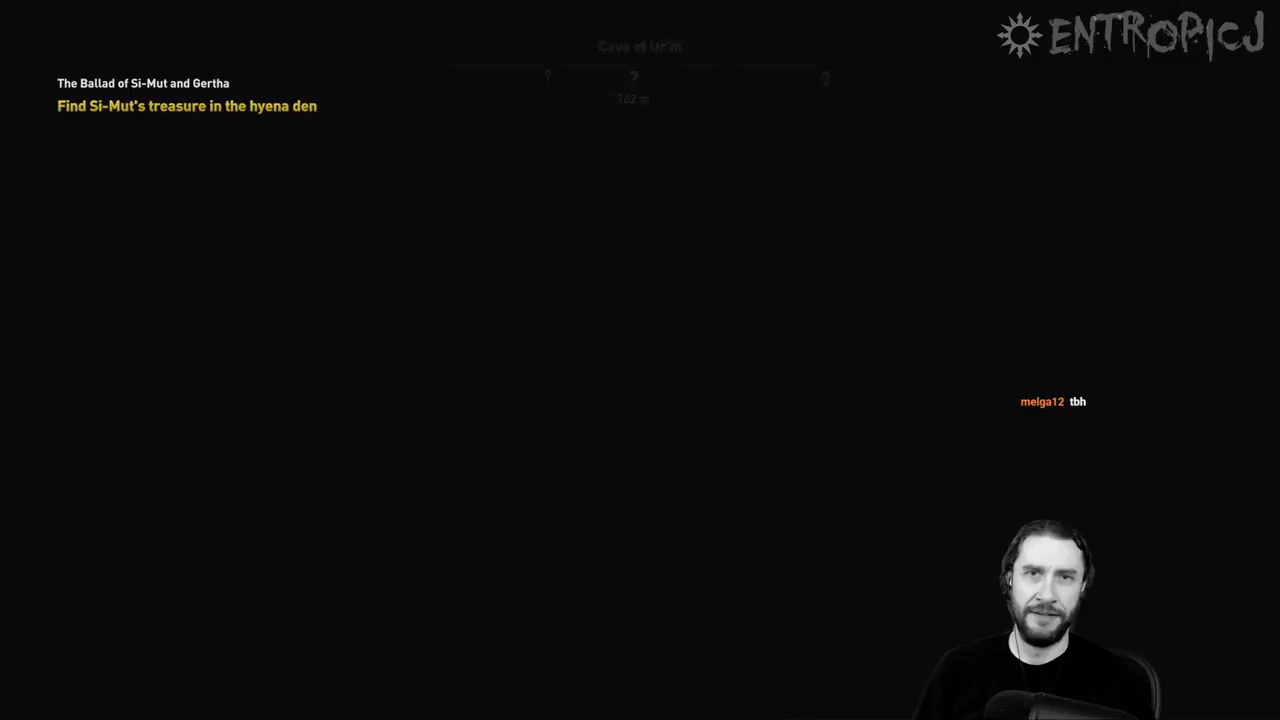 ENTROPICJ
The Ballad of Si-Mut and Gertha
Find Si-Mut's treasure in the hyena den
?
?
?
melga12 tbh